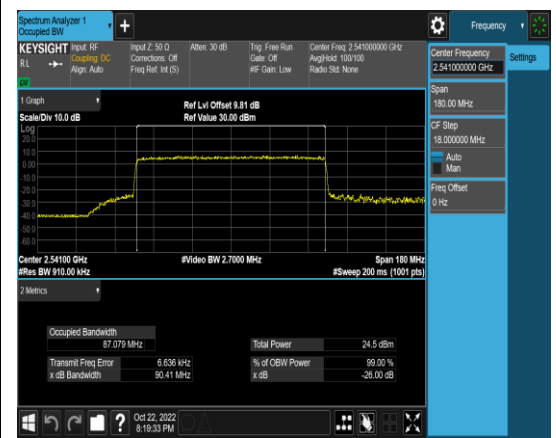 Spectrum Analyzer 1
Occupied BW
+
Frequency
KEYSIGHT
RL
Input: RF
Coupling: DC
Align: Auto
Input Z: 50 Ω
Corrections: Off
Freq Ref: Int (S)
Atten: 30 dB
Trig: Free Run
Gate: Off
#IF Gain: Low
Center Freq: 2.541000000 GHz
Avg|Hold: 100/100
Radio Std: None
Center Frequency
2.541000000 GHz
Settings
Span
180.00 MHz
CF Step
18.000000 MHz
Auto
Man
Freq Offset
0 Hz
1 Graph
Scale/Div 10.0 dB
Ref Lvl Offset 9.81 dB
Ref Value 30.00 dBm
Log
20.0
10.0
0.00
-10.0
-20.0
-30.0
-40.0
-50.0
-60.0
Center 2.54100 GHz
#Res BW 910.00 kHz
#Video BW 2.7000 MHz
Span 180 MHz
#Sweep 200 ms (1001 pts)
2 Metrics
Occupied Bandwidth
87.079 MHz
Total Power 24.5 dBm
Transmit Freq Error 6.636 kHz
% of OBW Power 99.00 %
x dB Bandwidth 90.41 MHz
x dB -26.00 dB
?
Oct 22, 2022
8:19:33 PM